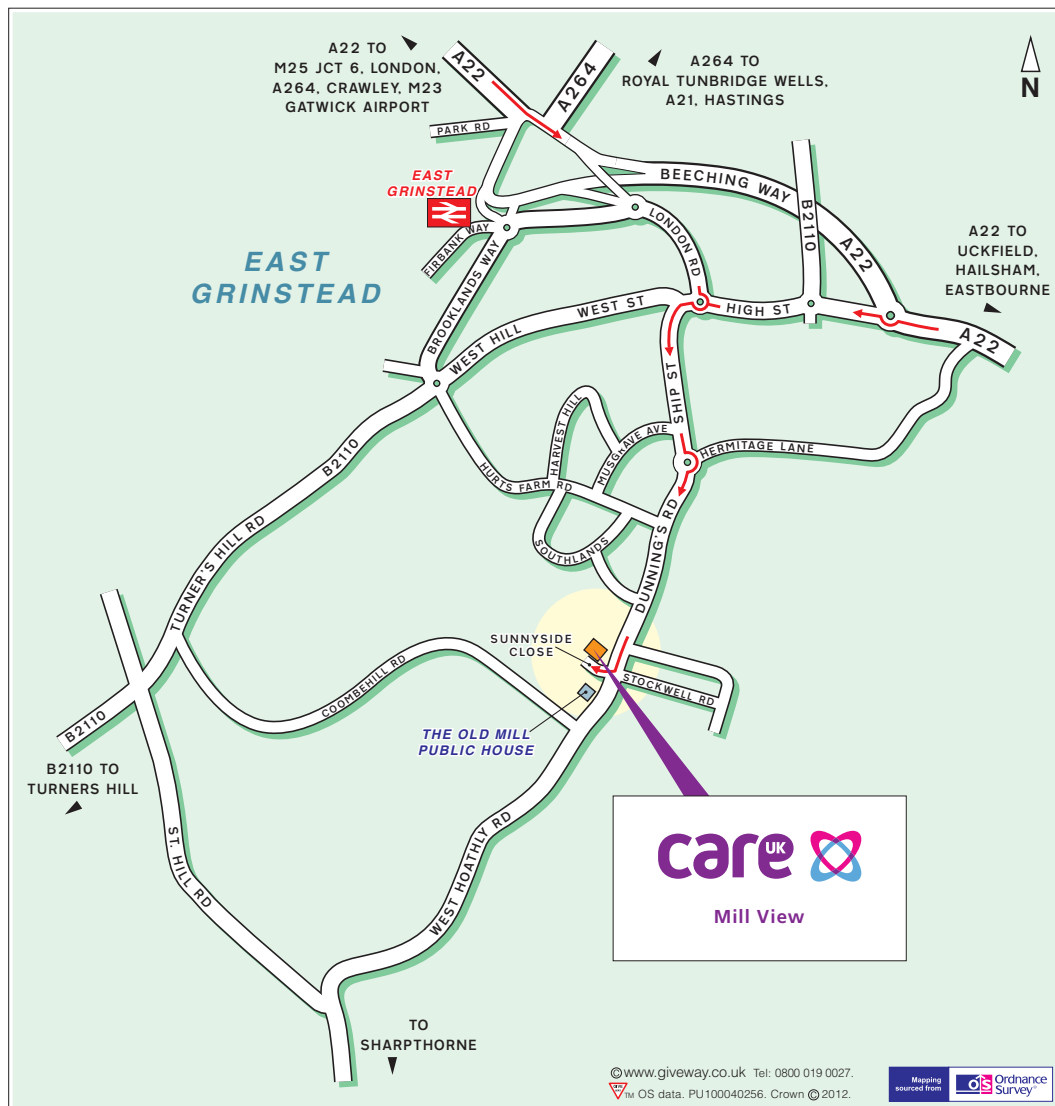 A22 TO
M25 JCT 6, LONDON,
A264, CRAWLEY, M23
GATWICK AIRPORT
A22
A264
A264 TO
ROYAL TUNBRIDGE WELLS,
A21, HASTINGS
N
PARK RD
EAST
GRINSTEAD
BEECHING WAY
B2110
LONDON RD
FIRBANK WAY
A22
A22 TO
UCKFIELD,
HAILSHAM,
EASTBOURNE
EAST
GRINSTEAD
BROOKLANDS WAY
WEST ST
HIGH ST
A22
WEST HILL
SHIP ST
HARVEST HILL
MUSGRAVE AVE
HERMITAGE LANE
B2110
HURTS FARM RD
TURNER'S HILL RD
SOUTHLANDS
DUNNING'S RD
SUNNYSIDE
CLOSE
STOCKWELL RD
COOMBEHILL RD
B2110
THE OLD MILL
PUBLIC HOUSE
B2110 TO
TURNERS HILL
ST. HILL RD
WEST HOATHLY RD
care UK
Mill View
TO
SHARPTHORNE
© www.giveway.co.uk Tel: 0800 019 0027.
GIVE WAY TM OS data. PU100040256. Crown © 2012.
Mapping
sourced from
OS Ordnance
Survey®